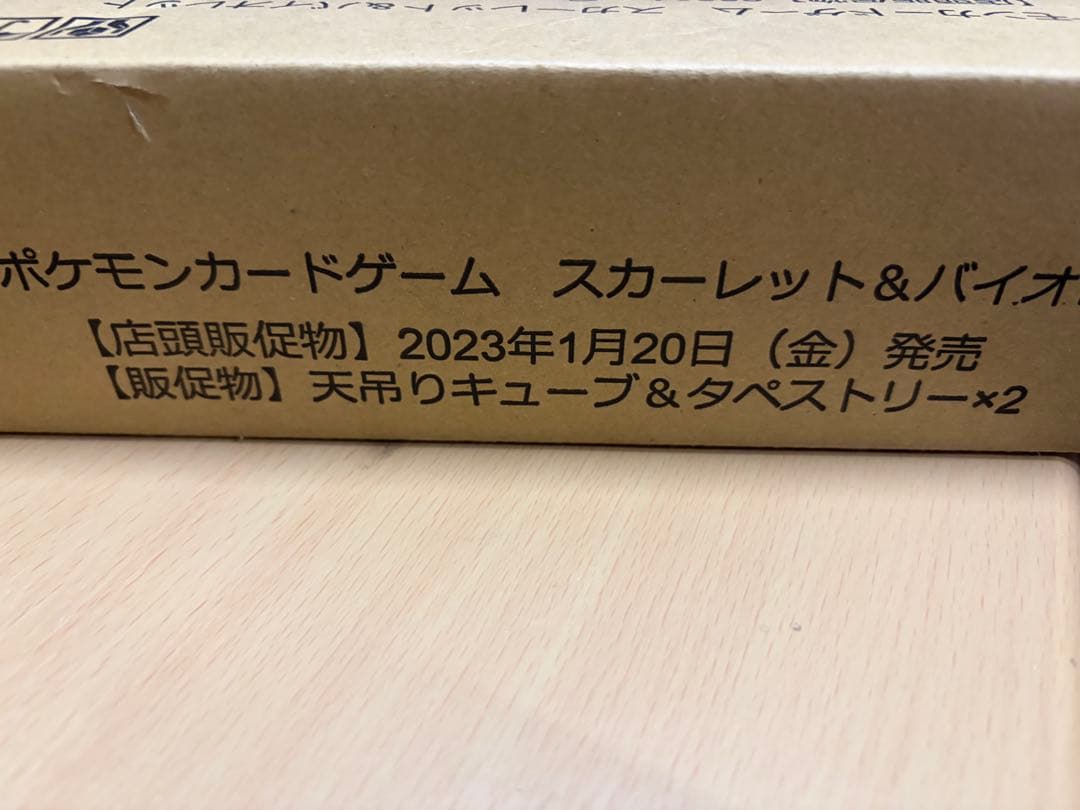 ポケモンカードゲーム スカーレット&バイオ
【店頭販促物】2023年1月20日（金）発売
【販促物】天吊りキューブ&タペストリー×2